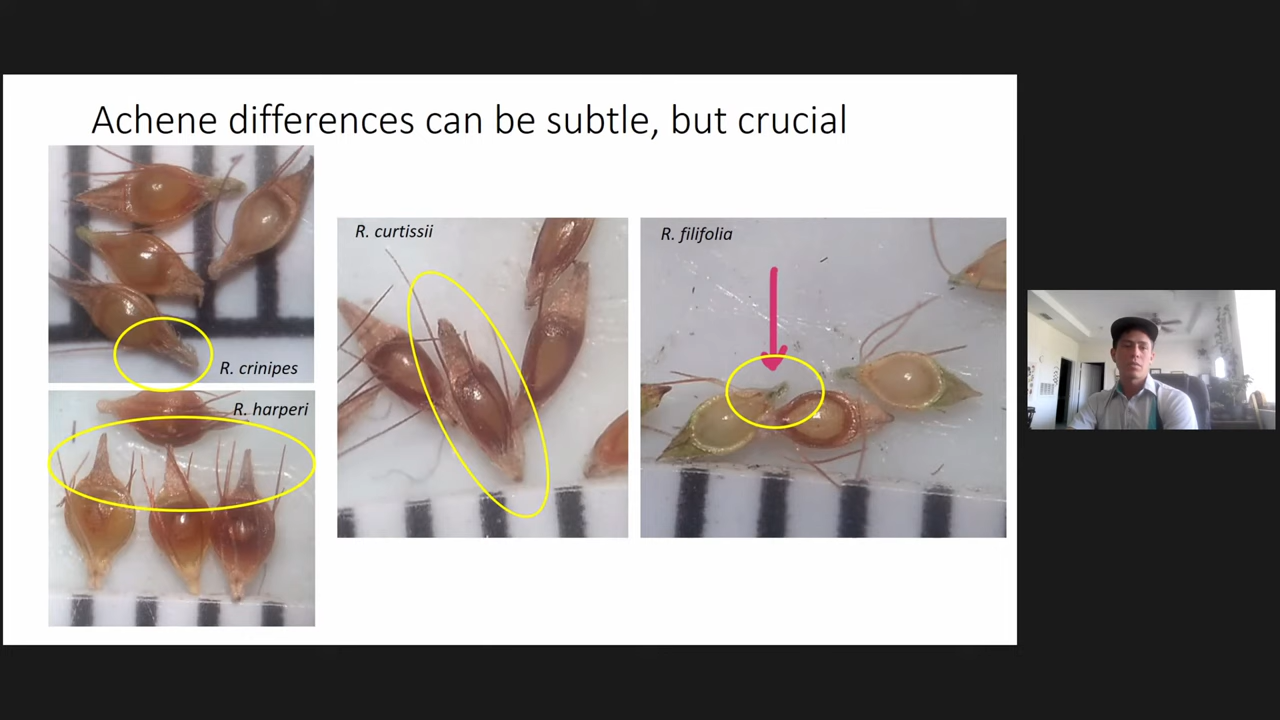 Achene differences can be subtle, but crucial
R. crinipes
R. harperi
R. curtissii
R. filifolia